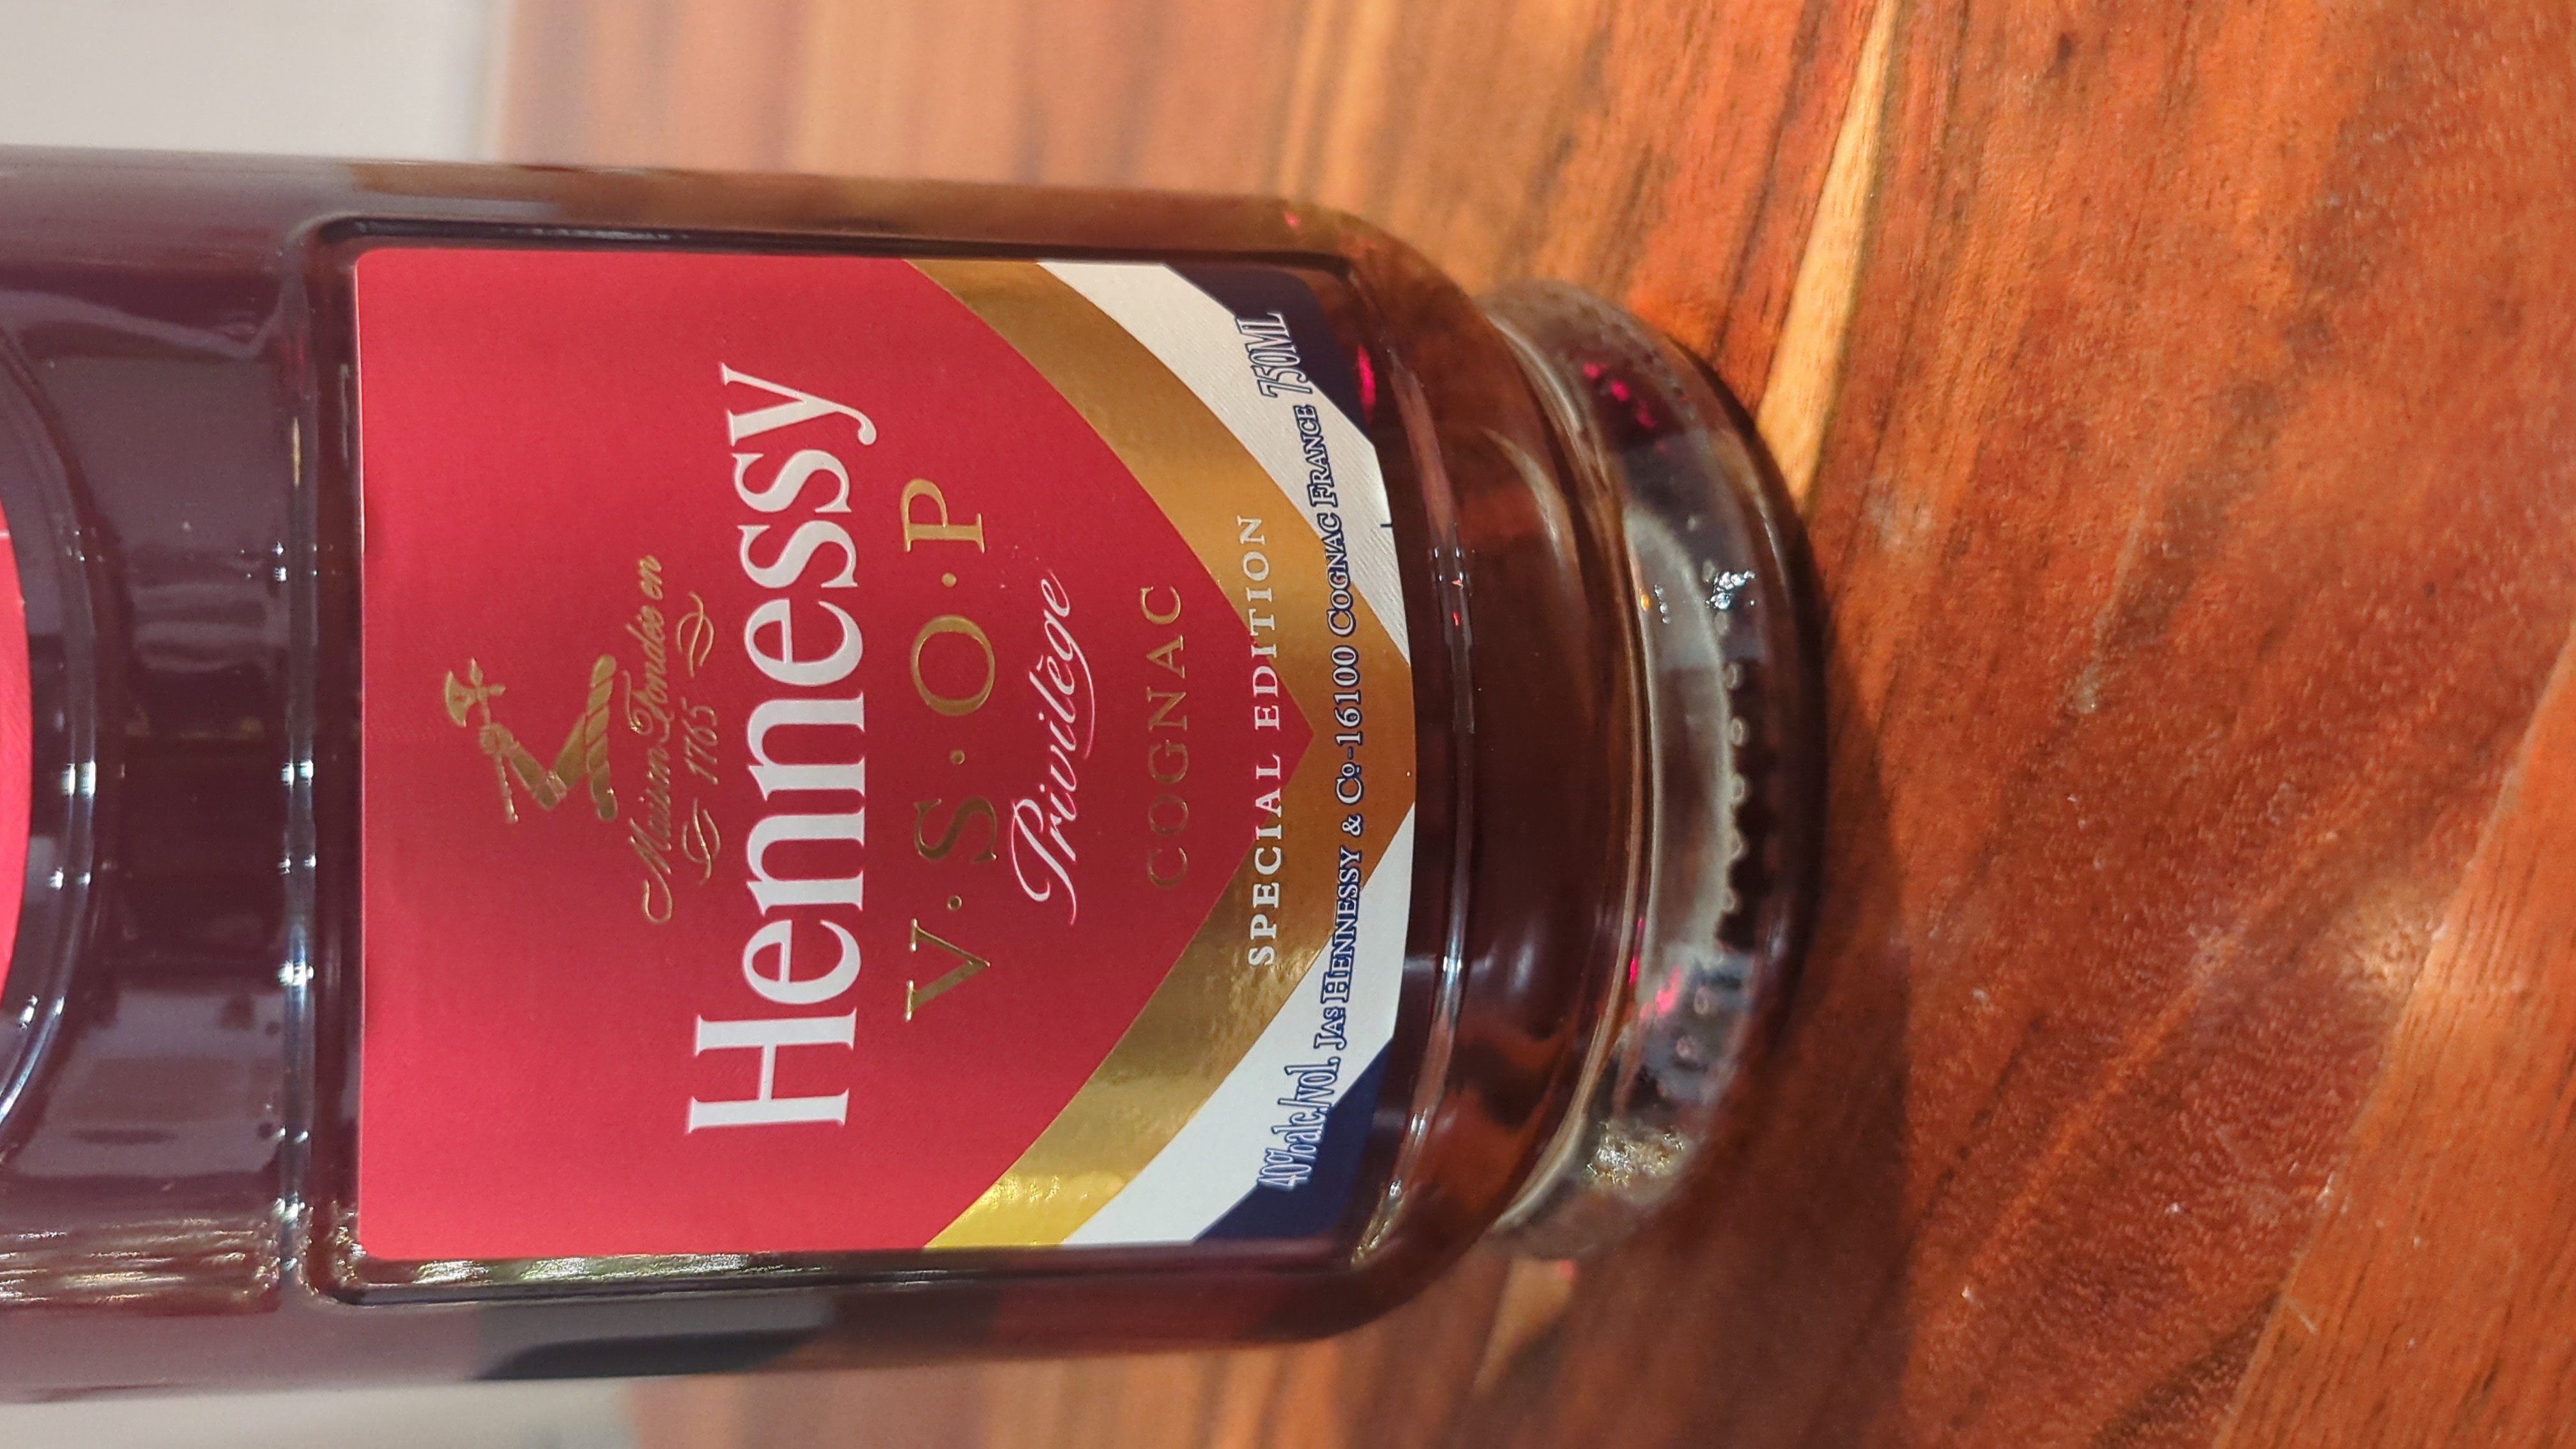 Maison Fondée en
1765
Hennessy
V.S.O.P
Privilège
COGNAC
SPECIAL EDITION
40%alc./vol. JAS HENNESSY & Cº-16100 COGNAC FRANCE 750ML